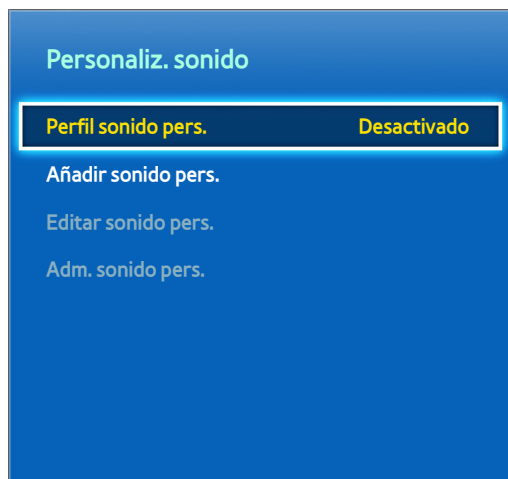 Personaliz. sonido
Perfil sonido pers. Desactivado
Añadir sonido pers.
Editar sonido pers.
Adm. sonido pers.